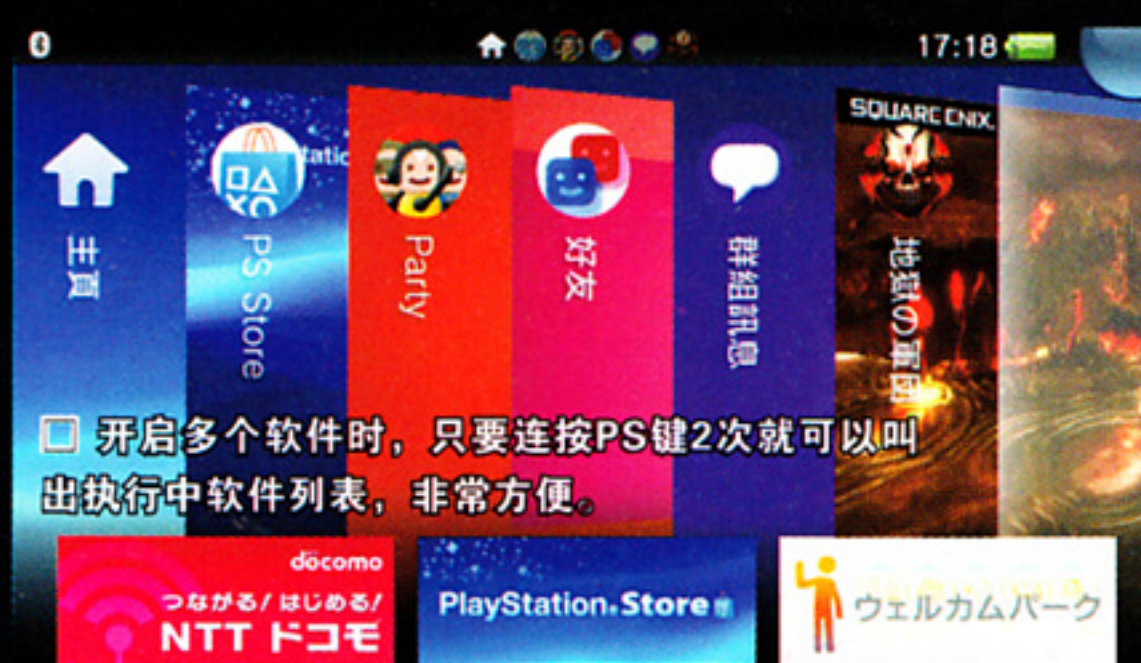 17:18
SQUARE ENIX.
主頁
PS Store
Party
好友
群組訊息
地獄の軍団
□ 开启多个软件时，只要连接PS键2次就可以叫
出执行中软件列表，非常方便。
döcomo
つながる/はじめる/
NTT ドコモ
PlayStation®Store
ウェルカムパーク